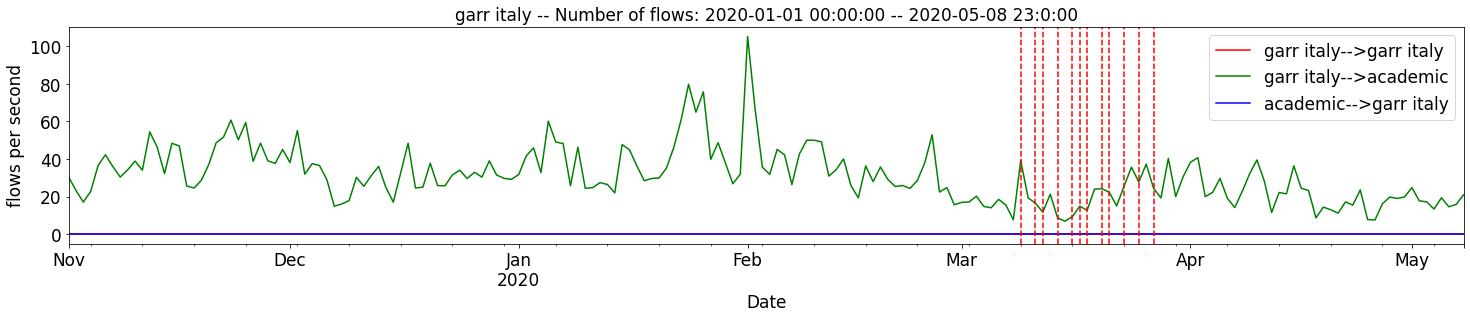 garr italy -- Number of flows: 2020-01-01 00:00:00 -- 2020-05-08 23:0:00
flows per second
100
80
60
40
20
0
garr italy-->garr italy
garr italy-->academic
academic-->garr italy
Nov Dec Jan Feb Mar Apr May
2020
Date